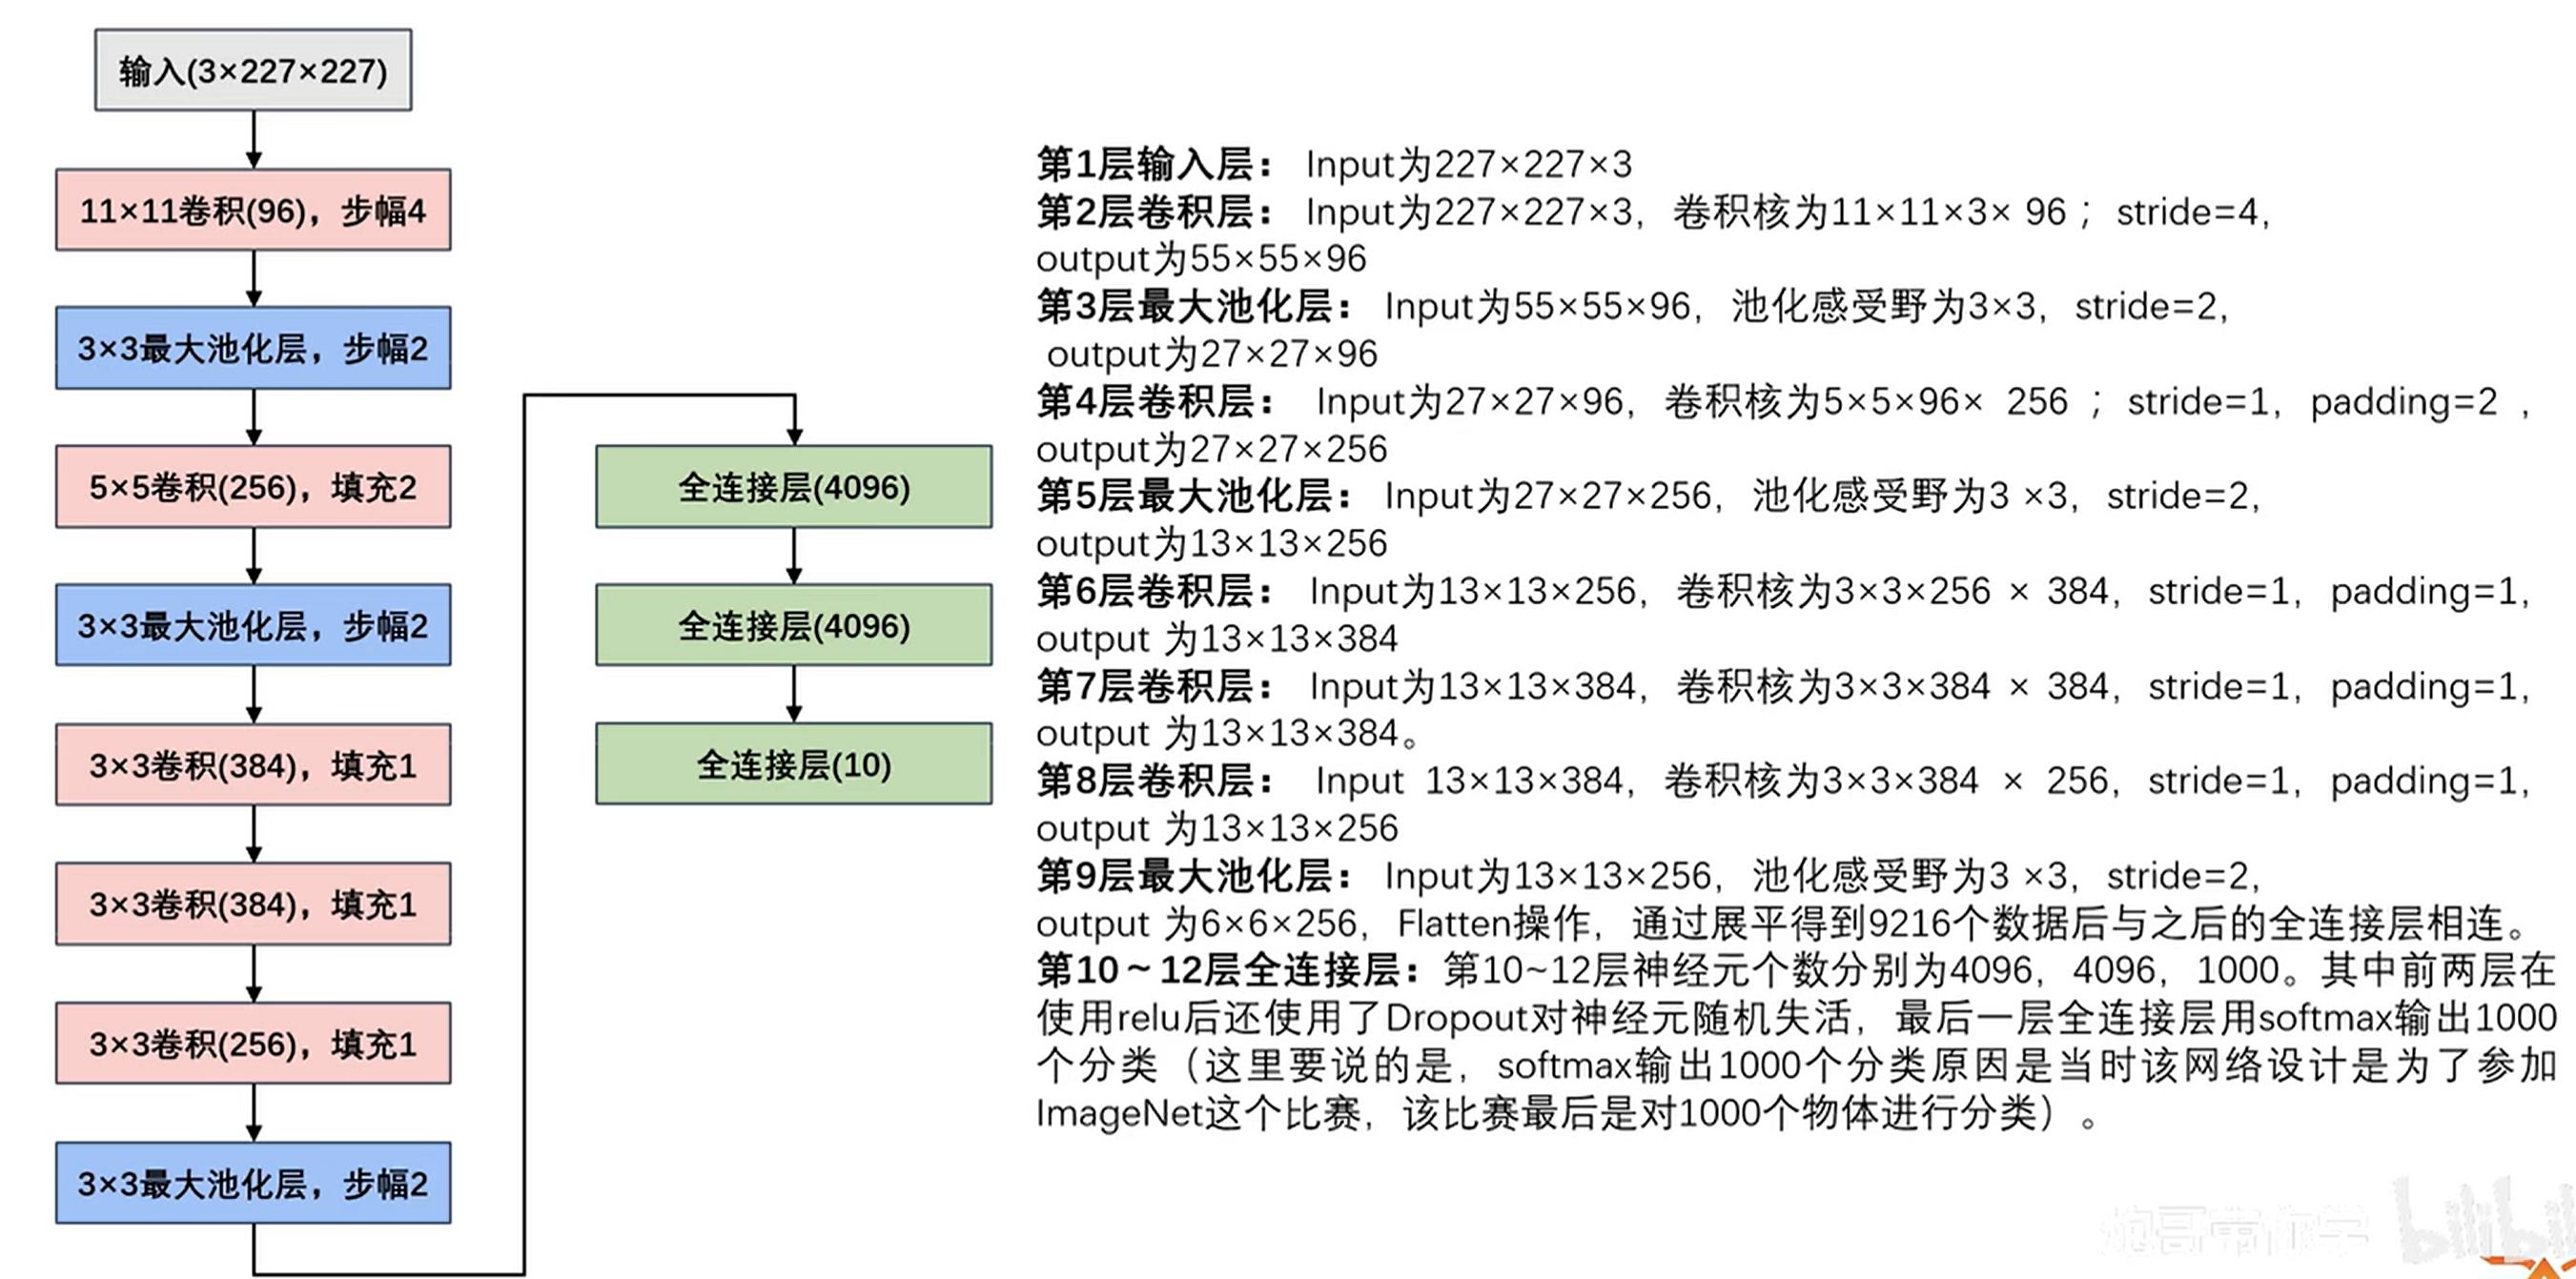 输入(3×227×227)
11×11卷积(96)，步幅4
3×3最大池化层，步幅2
5×5卷积(256)，填充2
3×3最大池化层，步幅2
3×3卷积(384)，填充1
3×3卷积(384)，填充1
3×3卷积(256)，填充1
3×3最大池化层，步幅2
全连接层(4096)
全连接层(4096)
全连接层(10)
第1层输入层： Input为227×227×3
第2层卷积层： Input为227×227×3，卷积核为11×11×3× 96；stride=4，
output为55×55×96
第3层最大池化层： Input为55×55×96，池化感受野为3×3，stride=2，
output为27×27×96
第4层卷积层： Input为27×27×96，卷积核为5×5×96× 256 ；stride=1，padding=2 ，
output为27×27×256
第5层最大池化层： Input为27×27×256，池化感受野为3 ×3，stride=2，
output为13×13×256
第6层卷积层： Input为13×13×256，卷积核为3×3×256 × 384，stride=1，padding=1，
output 为13×13×384
第7层卷积层： Input为13×13×384，卷积核为3×3×384 × 384，stride=1，padding=1，
output 为13×13×384。
第8层卷积层： Input 13×13×384，卷积核为3×3×384 × 256，stride=1，padding=1，
output 为13×13×256
第9层最大池化层： Input为13×13×256，池化感受野为3 ×3，stride=2，
output 为6×6×256，Flatten操作，通过展平得到9216个数据后与之后的全连接层相连。
第10～12层全连接层：第10~12层神经元个数分别为4096，4096，1000。其中前两层在
使用relu后还使用了Dropout对神经元随机失活，最后一层全连接层用softmax输出1000
个分类（这里要说的是，softmax输出1000个分类原因是当时该网络设计是为了参加
ImageNet这个比赛，该比赛最后是对1000个物体进行分类）。
炮哥带你学